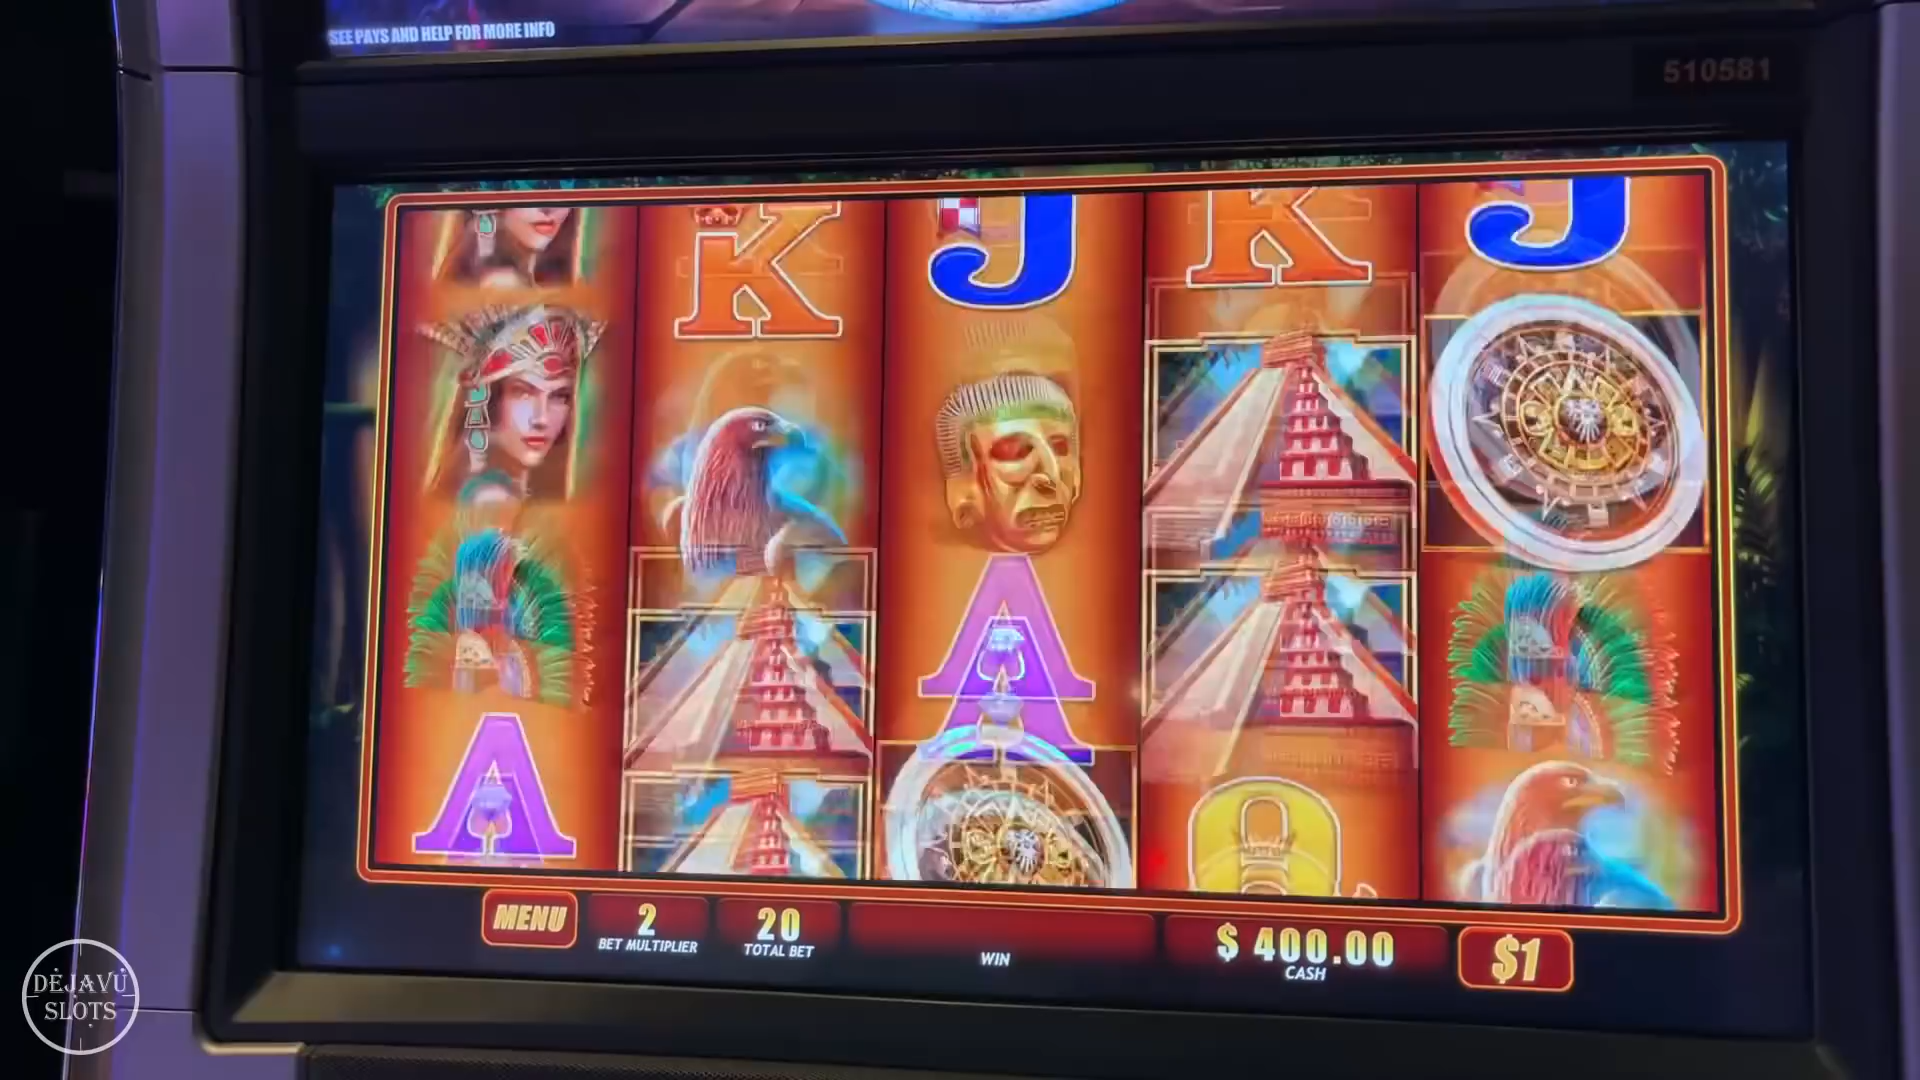 SEE PAYS AND HELP FOR MORE INFO
510581
K J K J
A
A
Q
MENU 2 20 $ 400.00 $1
BET MULTIPLIER TOTAL BET WIN CASH
DEJAVU
SLOTS